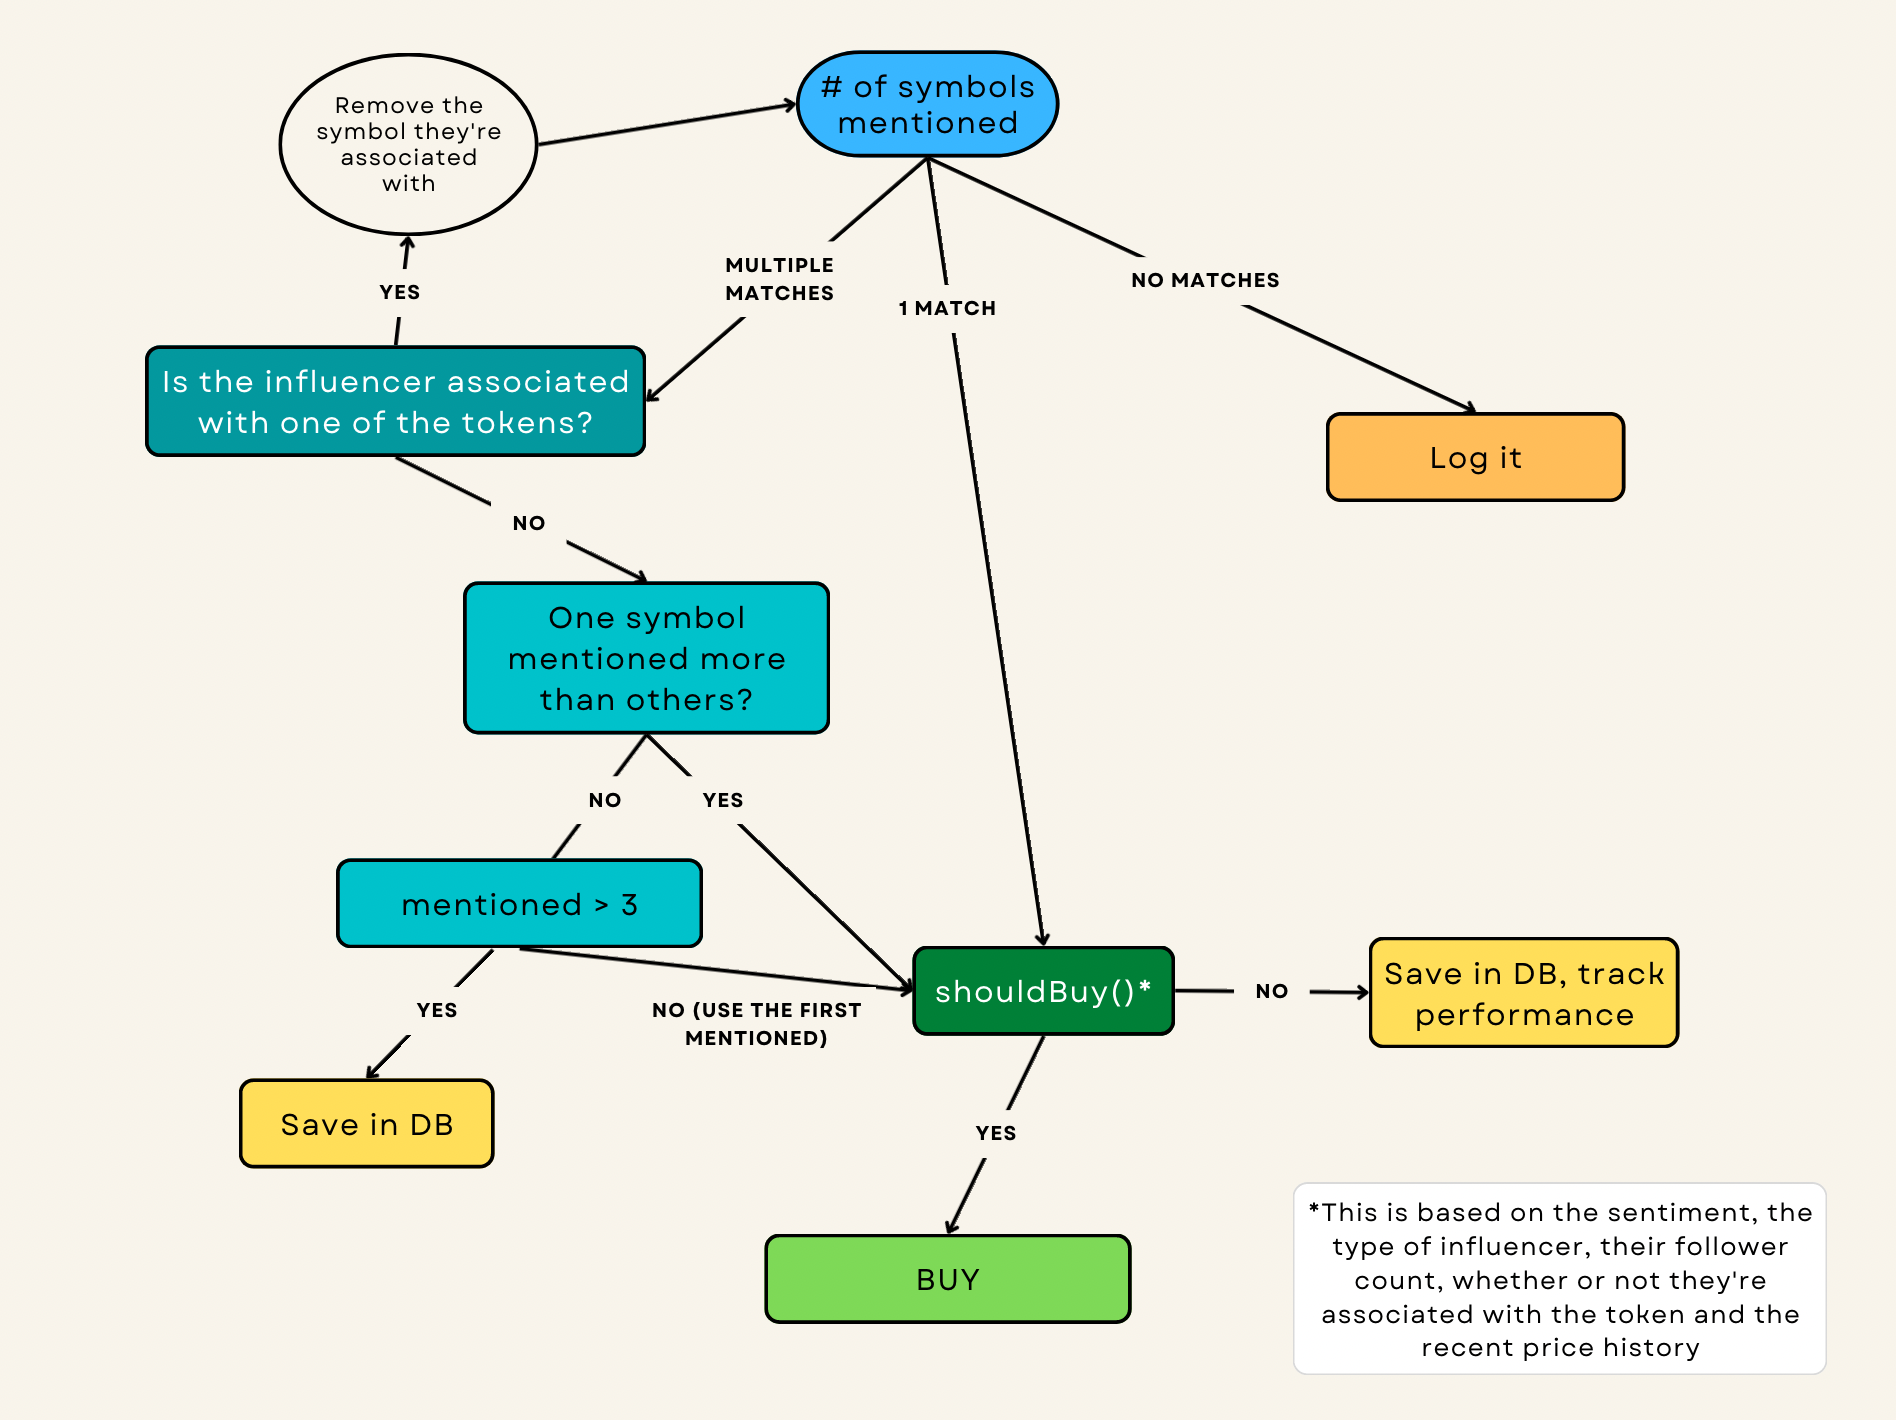 Remove the
symbol they're
associated
with
# of symbols
mentioned
YES
MULTIPLE
MATCHES
1 MATCH
NO MATCHES
Is the influencer associated
with one of the tokens?
Log it
NO
One symbol
mentioned more
than others?
NO
YES
mentioned > 3
YES
NO (USE THE FIRST
MENTIONED)
shouldBuy()*
NO
Save in DB, track
performance
Save in DB
YES
BUY
*This is based on the sentiment, the
type of influencer, their follower
count, whether or not they're
associated with the token and the
recent price history